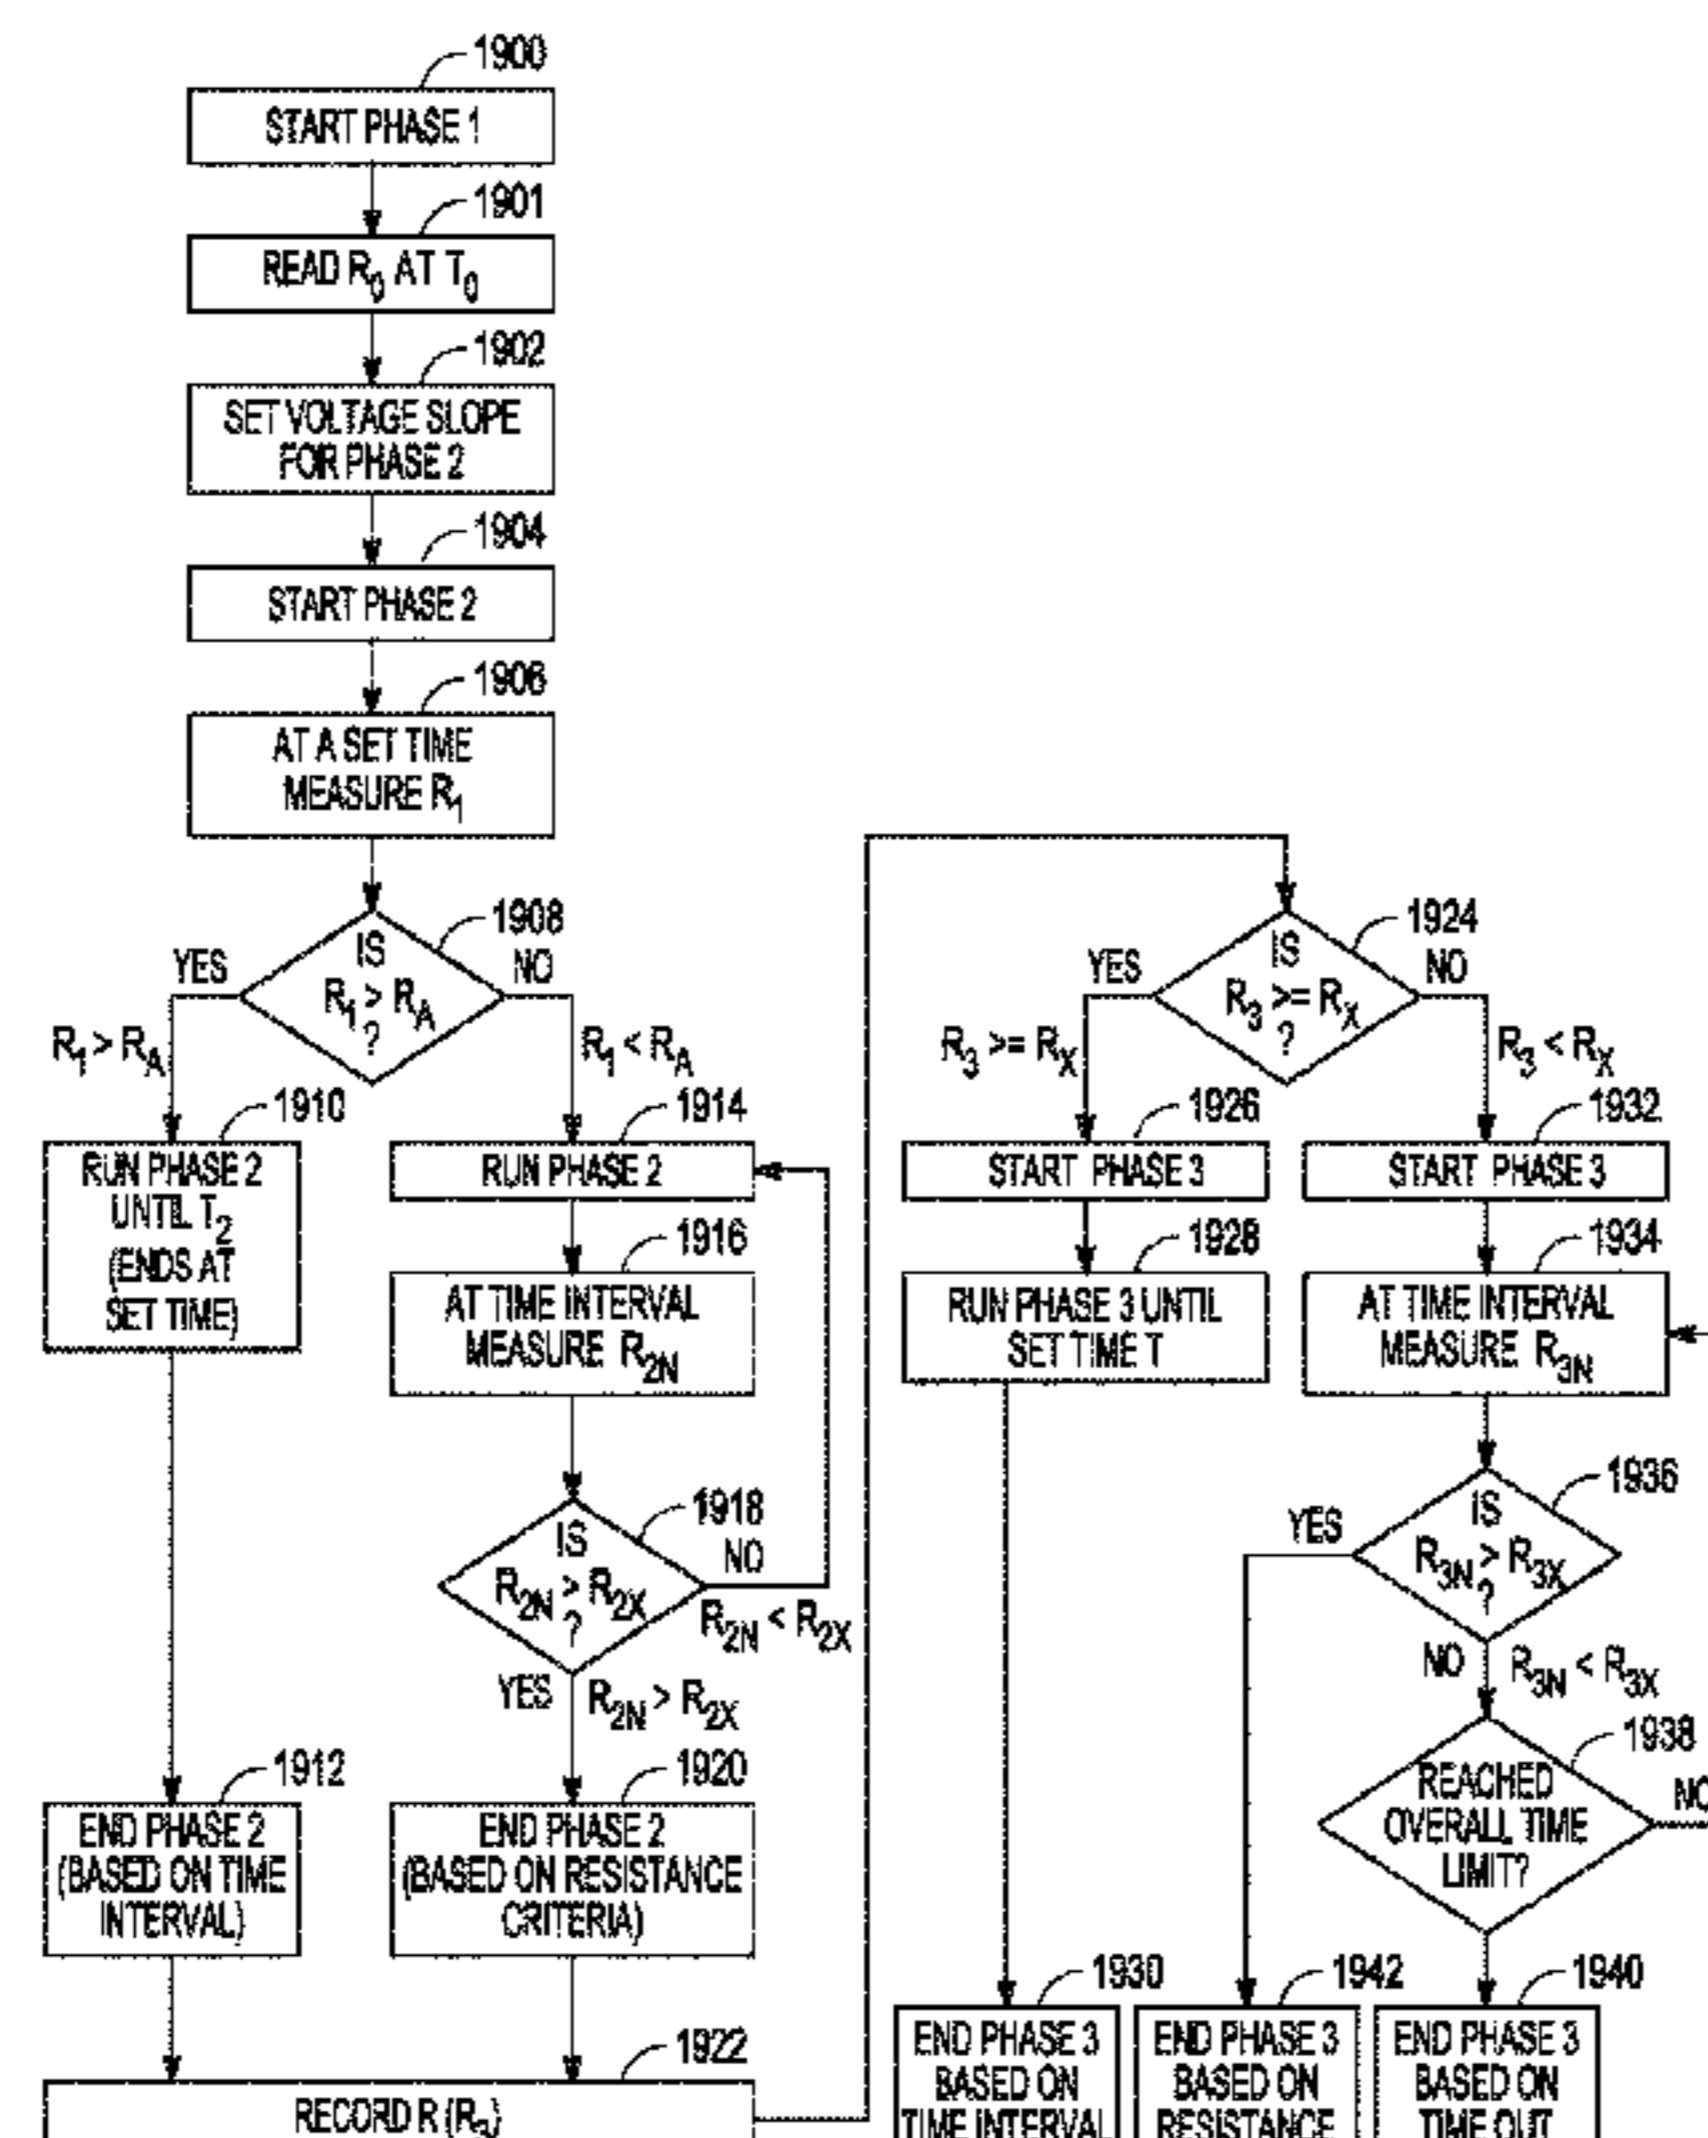 1900
START PHASE 1
1901
READ R0 AT T0
1902
SET VOLTAGE SLOPE
FOR PHASE 2
1904
START PHASE 2
1906
AT A SET TIME
MEASURE R1
1908
YES
IS
R1 > RA
?
NO
R1 > RA
R1 < RA
1910
RUN PHASE 2
UNTIL T2
(ENDS AT
SET TIME)
1914
RUN PHASE 2
1916
AT TIME INTERVAL
MEASURE R2N
1918
IS
R2N > R2X
?
NO
R2N < R2X
YES
R2N > R2X
1912
END PHASE 2
(BASED ON TIME
INTERVAL)
1920
END PHASE 2
(BASED ON RESISTANCE
CRITERIA)
1922
RECORD R (R3)
1924
YES
IS
R3 >= RX
?
NO
R3 >= RX
R3 < RX
1926
START PHASE 3
1928
RUN PHASE 3 UNTIL
SET TIME T
1932
START PHASE 3
1934
AT TIME INTERVAL
MEASURE R3N
1936
YES
IS
R3N > R3X
?
NO
R3N < R3X
1938
REACHED
OVERALL TIME
LIMIT?
NO
1930
END PHASE 3
BASED ON
TIME INTERVAL
1942
END PHASE 3
BASED ON
RESISTANCE
1940
END PHASE 3
BASED ON
TIME OUT